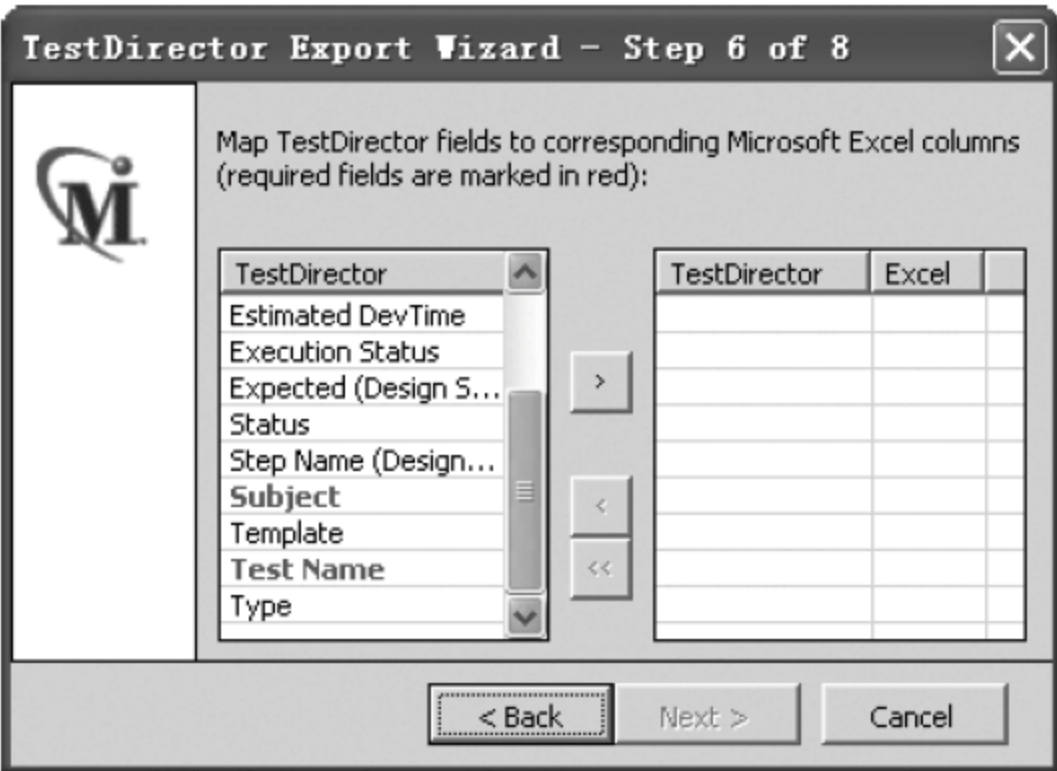 TestDirector Export Wizard - Step 6 of 8
M.
Map TestDirector fields to corresponding Microsoft Excel columns
(required fields are marked in red):
TestDirector
Estimated DevTime
Execution Status
Expected (Design S...
Status
Step Name (Design...
Subject
Template
Test Name
Type
>
<
<<
TestDirector Excel
< Back Next > Cancel